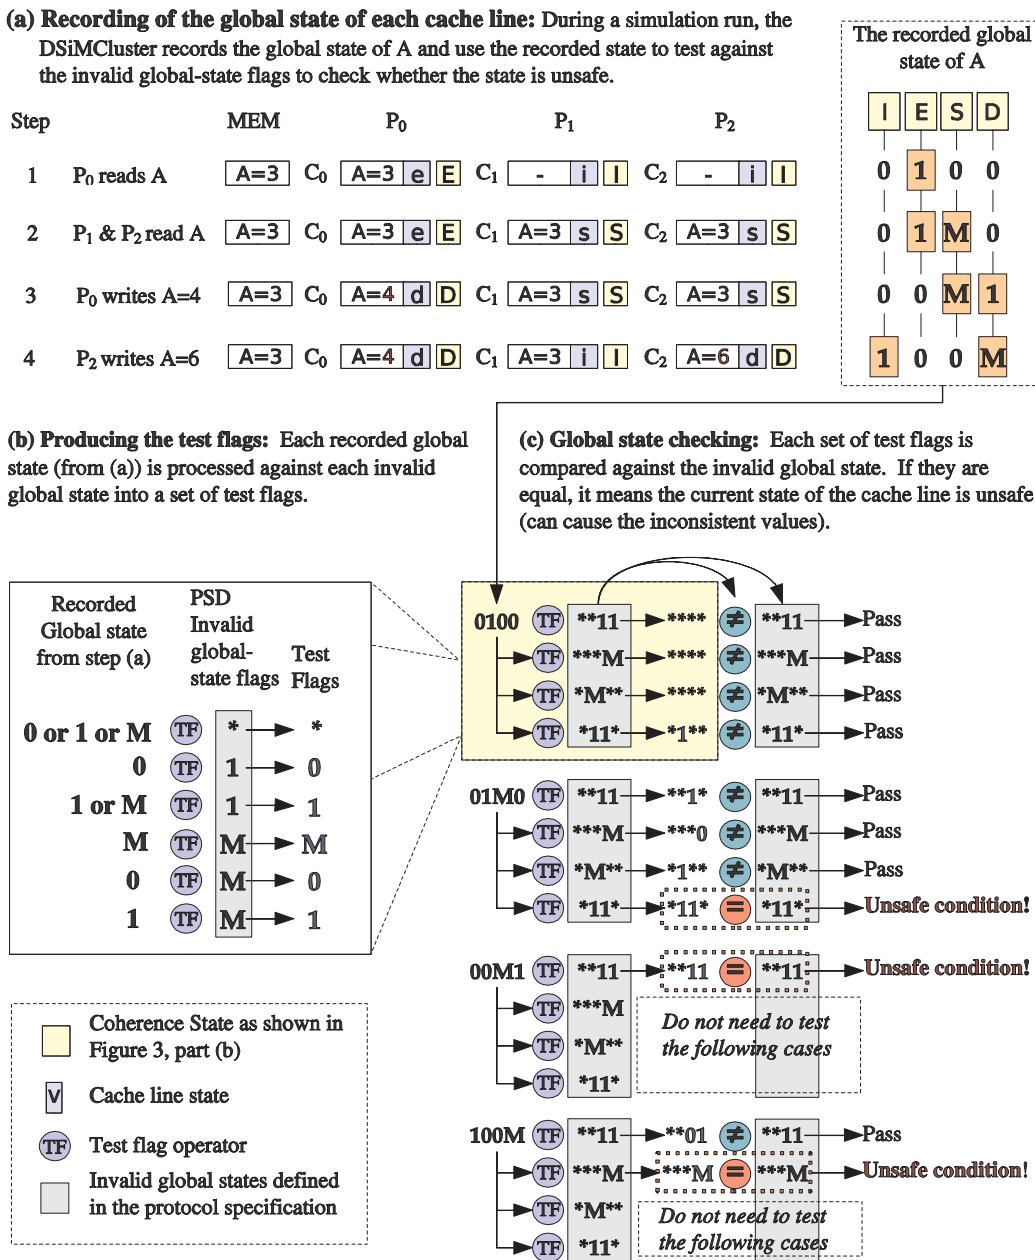 (a) Recording of the global state of each cache line: During a simulation run, the
DSiMCluster records the global state of A and use the recorded state to test against
the invalid global-state flags to check whether the state is unsafe.
The recorded global
state of A
I E S D
0 1 0 0
0 1 M 0
0 0 M 1
1 0 0 M
Step MEM P0 P1 P2
1 P0 reads A A=3 C0 A=3 e E C1 - i I C2 - i I
2 P1 & P2 read A A=3 C0 A=3 e E C1 A=3 s S C2 A=3 s S
3 P0 writes A=4 A=3 C0 A=4 d D C1 A=3 s S C2 A=3 s S
4 P2 writes A=6 A=3 C0 A=4 d D C1 A=3 i I C2 A=6 d D
(b) Producing the test flags: Each recorded global
state (from (a)) is processed against each invalid
global state into a set of test flags.
(c) Global state checking: Each set of test flags is
compared against the invalid global state. If they are
equal, it means the current state of the cache line is unsafe
(can cause the inconsistent values).
Recorded
Global state
from step (a)
PSD
Invalid
global-
state flags
Test
Flags
0 or 1 or M TF * *
0 TF 1 0
1 or M TF 1 1
M TF M M
0 TF M 0
1 TF M 1
0100 TF **11 **** ≠ **11 Pass
TF ***M **** ≠ ***M Pass
TF *M** **** ≠ *M** Pass
TF *11* *1** ≠ *11* Pass
01M0 TF **11 **1* ≠ **11 Pass
TF ***M ***0 ≠ ***M Pass
TF *M** *1** ≠ *M** Pass
TF *11* *11* = *11* Unsafe condition!
00M1 TF **11 **11 = **11 Unsafe condition!
TF ***M
TF *M**
TF *11*
Do not need to test
the following cases
100M TF **11 **01 ≠ **11 Pass
TF ***M ***M = ***M Unsafe condition!
TF *M**
TF *11*
Do not need to test
the following cases
Coherence State as shown in
Figure 3, part (b)
V Cache line state
TF Test flag operator
Invalid global states defined
in the protocol specification